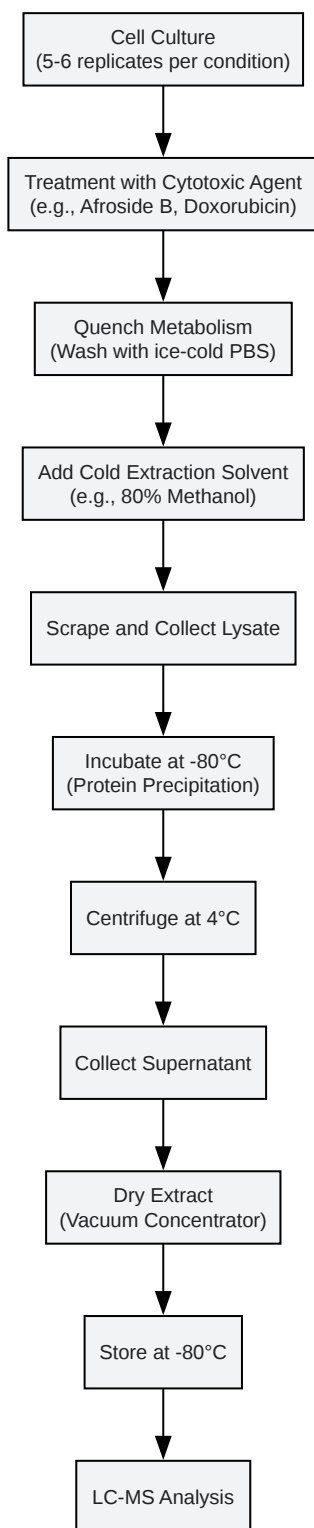 Cell Culture
(5-6 replicates per condition)
Treatment with Cytotoxic Agent
(e.g., Afroside B, Doxorubicin)
Quench Metabolism
(Wash with ice-cold PBS)
Add Cold Extraction Solvent
(e.g., 80% Methanol)
Scrape and Collect Lysate
Incubate at -80°C
(Protein Precipitation)
Centrifuge at 4°C
Collect Supernatant
Dry Extract
(Vacuum Concentrator)
Store at -80°C
LC-MS Analysis